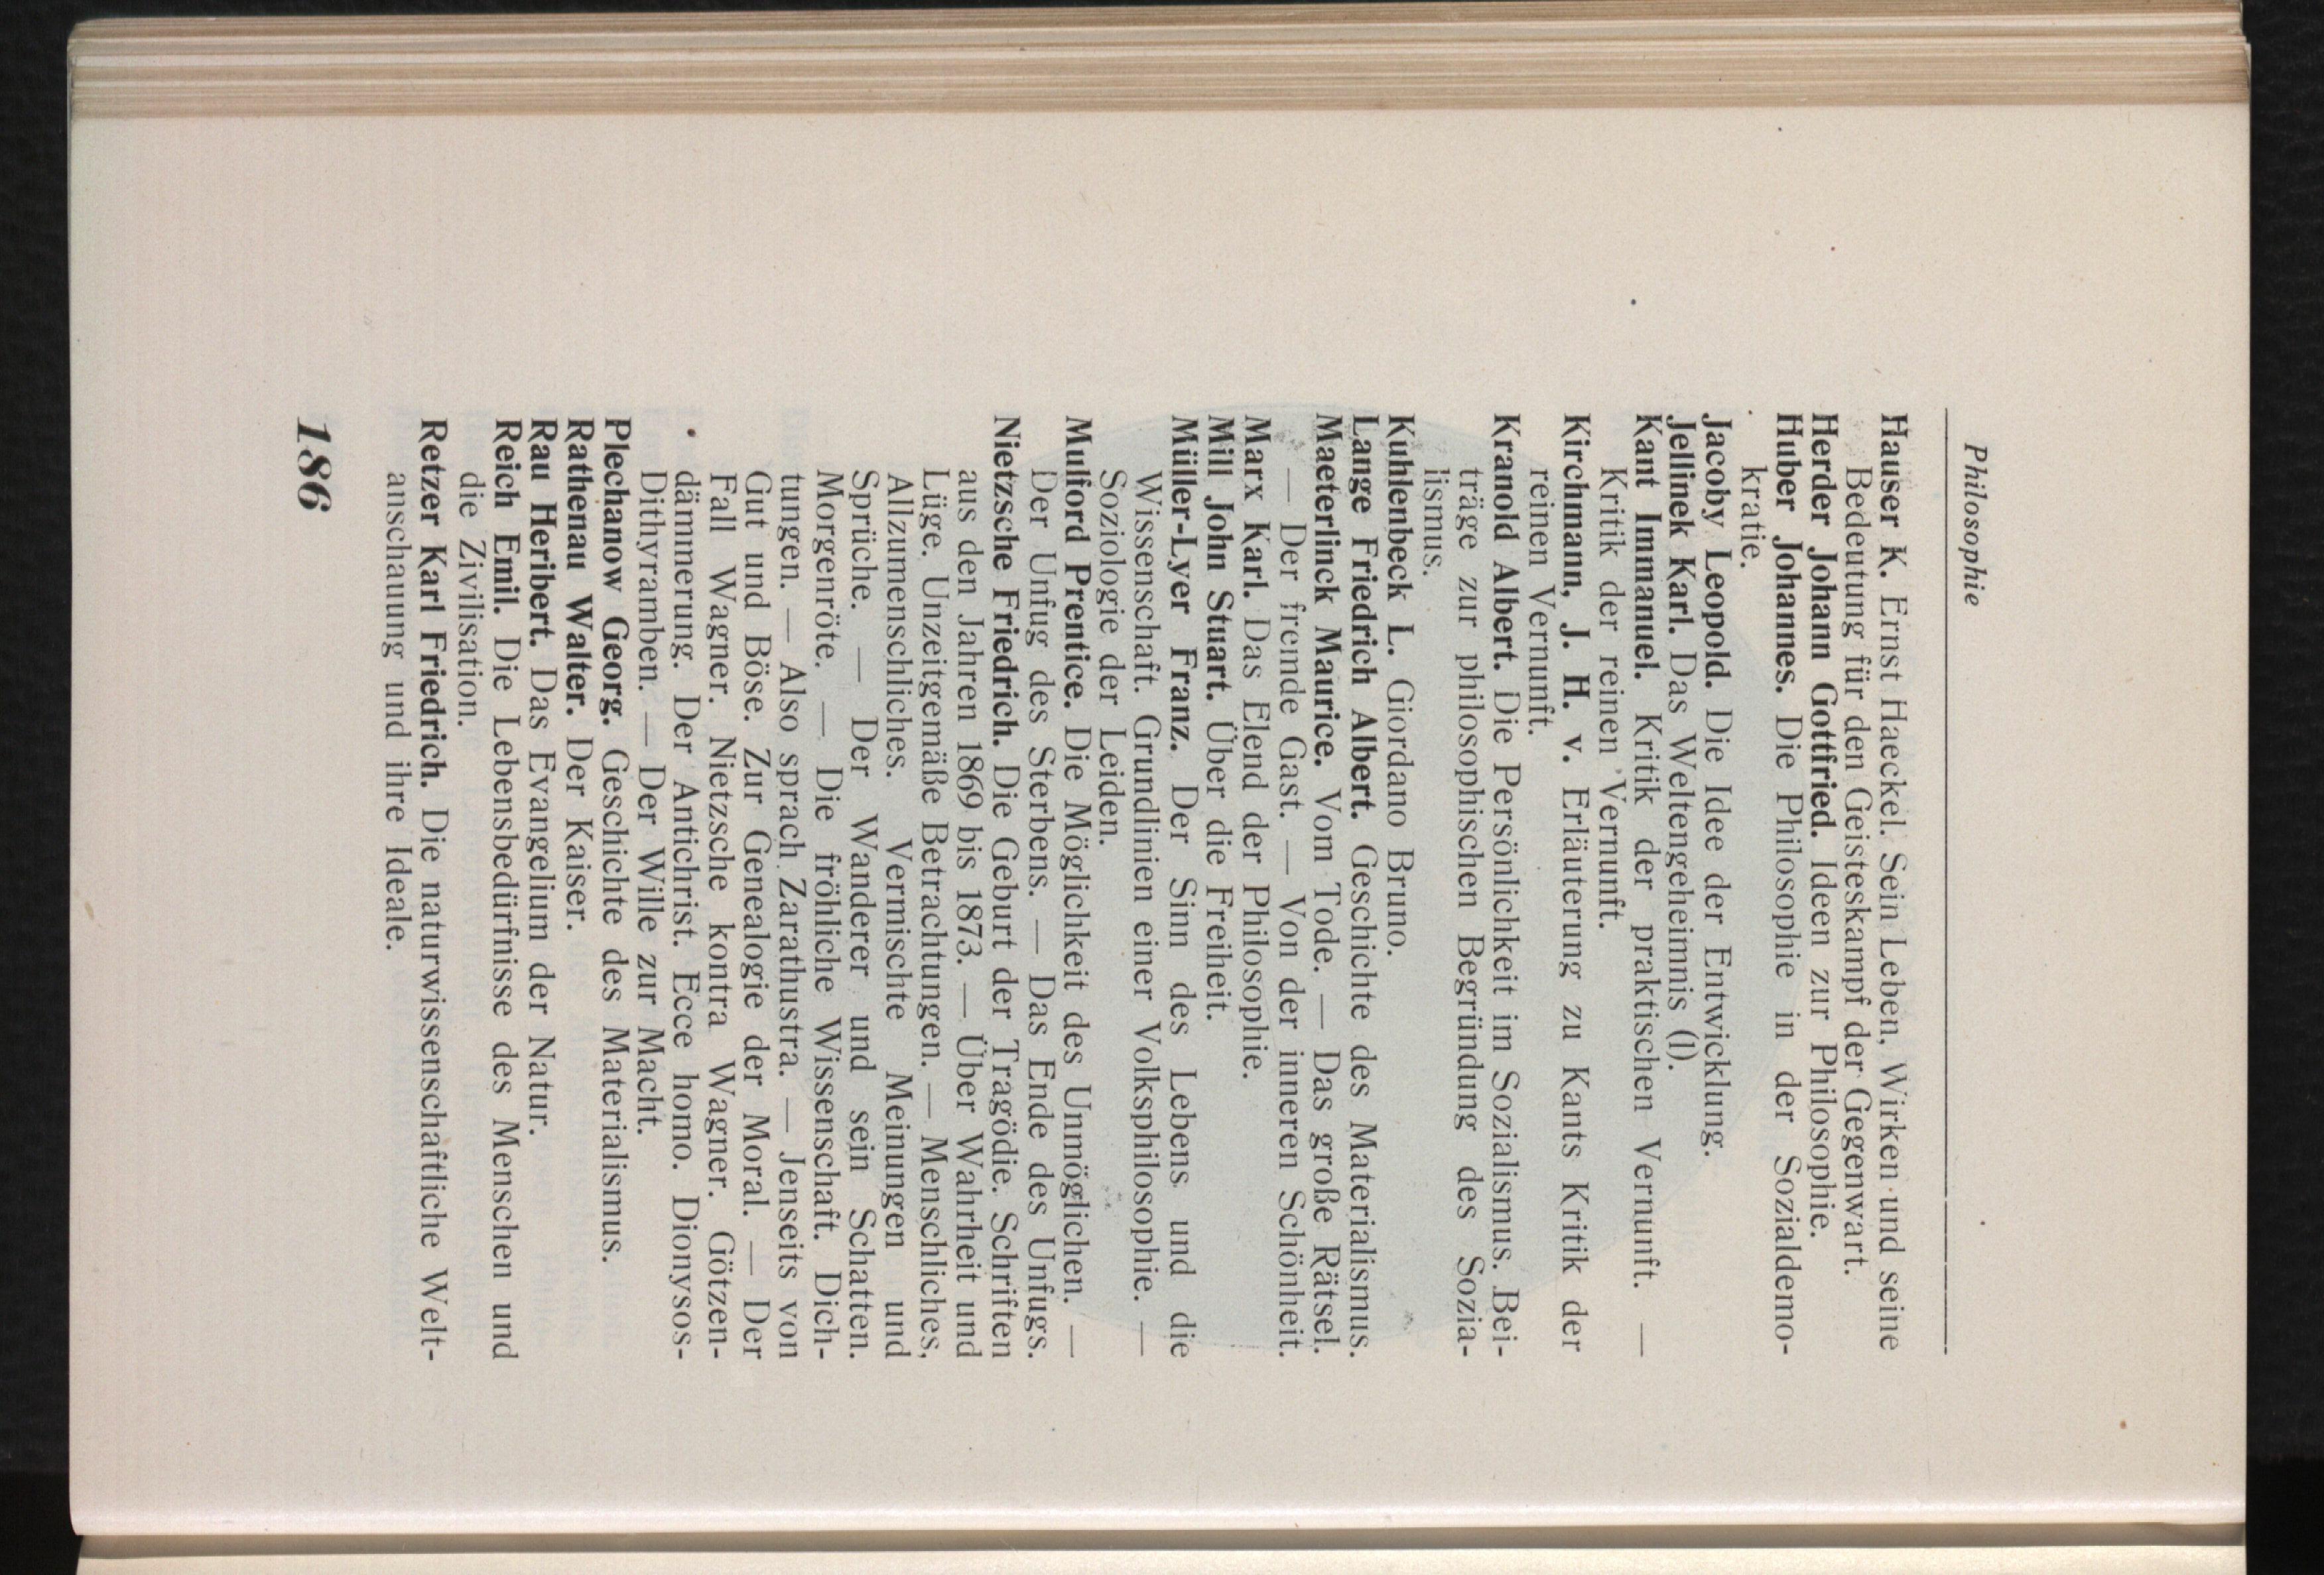 Philosophie
Hauser K. Ernst Haeckel. Sein Leben, Wirken und seine
Bedeutung für den Geisteskampf der Gegenwart.
Herder Johann Gottfried. Ideen zur Philosophie.
Huber Johannes. Die Philosophie in der Sozialdemo-
kratie.
Jacoby Leopold. Die Idee der Entwicklung.
Jellinek Karl. Das Weltengeheimnis (l).
Kant Immanuel. Kritik der praktischen Vernunft. —
Kritik der reinen Vernunft.
Kirchmann, J. H. v. Erläuterung zu Kants Kritik der
reinen Vernunft.
Kranold Albert. Die Persönlichkeit im Sozialismus. Bei-
träge zur philosophischen Begründung des Sozia-
lismus.
Kuhlenbeck L. Giordano Bruno.
Lange Friedrich Albert. Geschichte des Materialismus.
Maeterlinck Maurice. Vom Tode. — Das große Rätsel.
— Der fremde Gast. — Von der inneren Schönheit.
Marx Karl. Das Elend der Philosophie.
Mill John Stuart. Über die Freiheit.
Müller-Lyer Franz. Der Sinn des Lebens und die
Wissenschaft. Grundlinien einer Volksphilosophie. —
Soziologie der Leiden.
Mulford Prentice. Die Möglichkeit des Unmöglichen. —
Der Unfug des Sterbens. — Das Ende des Unfugs.
Nietzsche Friedrich. Die Geburt der Tragödie. Schriften
aus den Jahren 1869 bis 1873. — Über Wahrheit und
Lüge. Unzeitgemäße Betrachtungen. — Menschliches,
Allzumenschliches. Vermischte Meinungen und
Sprüche. — Der Wanderer und sein Schatten.
Morgenröte. — Die fröhliche Wissenschaft. Dich-
tungen. — Also sprach Zarathustra. — Jenseits von
Gut und Böse. Zur Genealogie der Moral. — Der
Fall Wagner. Nietzsche kontra Wagner. Götzen-
dämmerung. Der Antichrist. Ecce homo. Dionysos-
Dithyramben. — Der Wille zur Macht.
Plechanow Georg. Geschichte des Materialismus.
Rathenau Walter. Der Kaiser.
Rau Heribert. Das Evangelium der Natur.
Reich Emil. Die Lebensbedürfnisse des Menschen und
die Zivilisation.
Retzer Karl Friedrich. Die naturwissenschaftliche Welt-
anschauung und ihre Ideale.
186